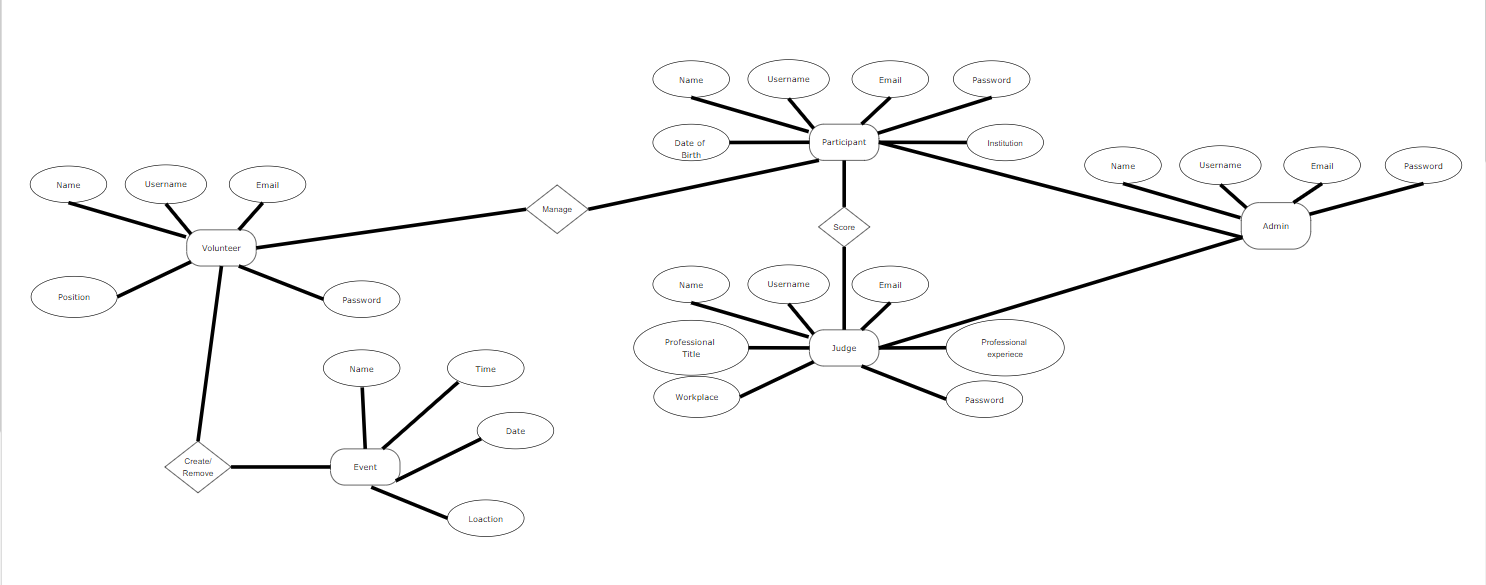 Name
Username
Email
Password
Participant
Date of
Birth
Institution
Name
Username
Email
Password
Admin
Name
Username
Email
Volunteer
Position
Password
Manage
Score
Name
Username
Email
Judge
Professional
Title
Professional
experiece
Workplace
Password
Name
Time
Date
Create/
Remove
Event
Loaction